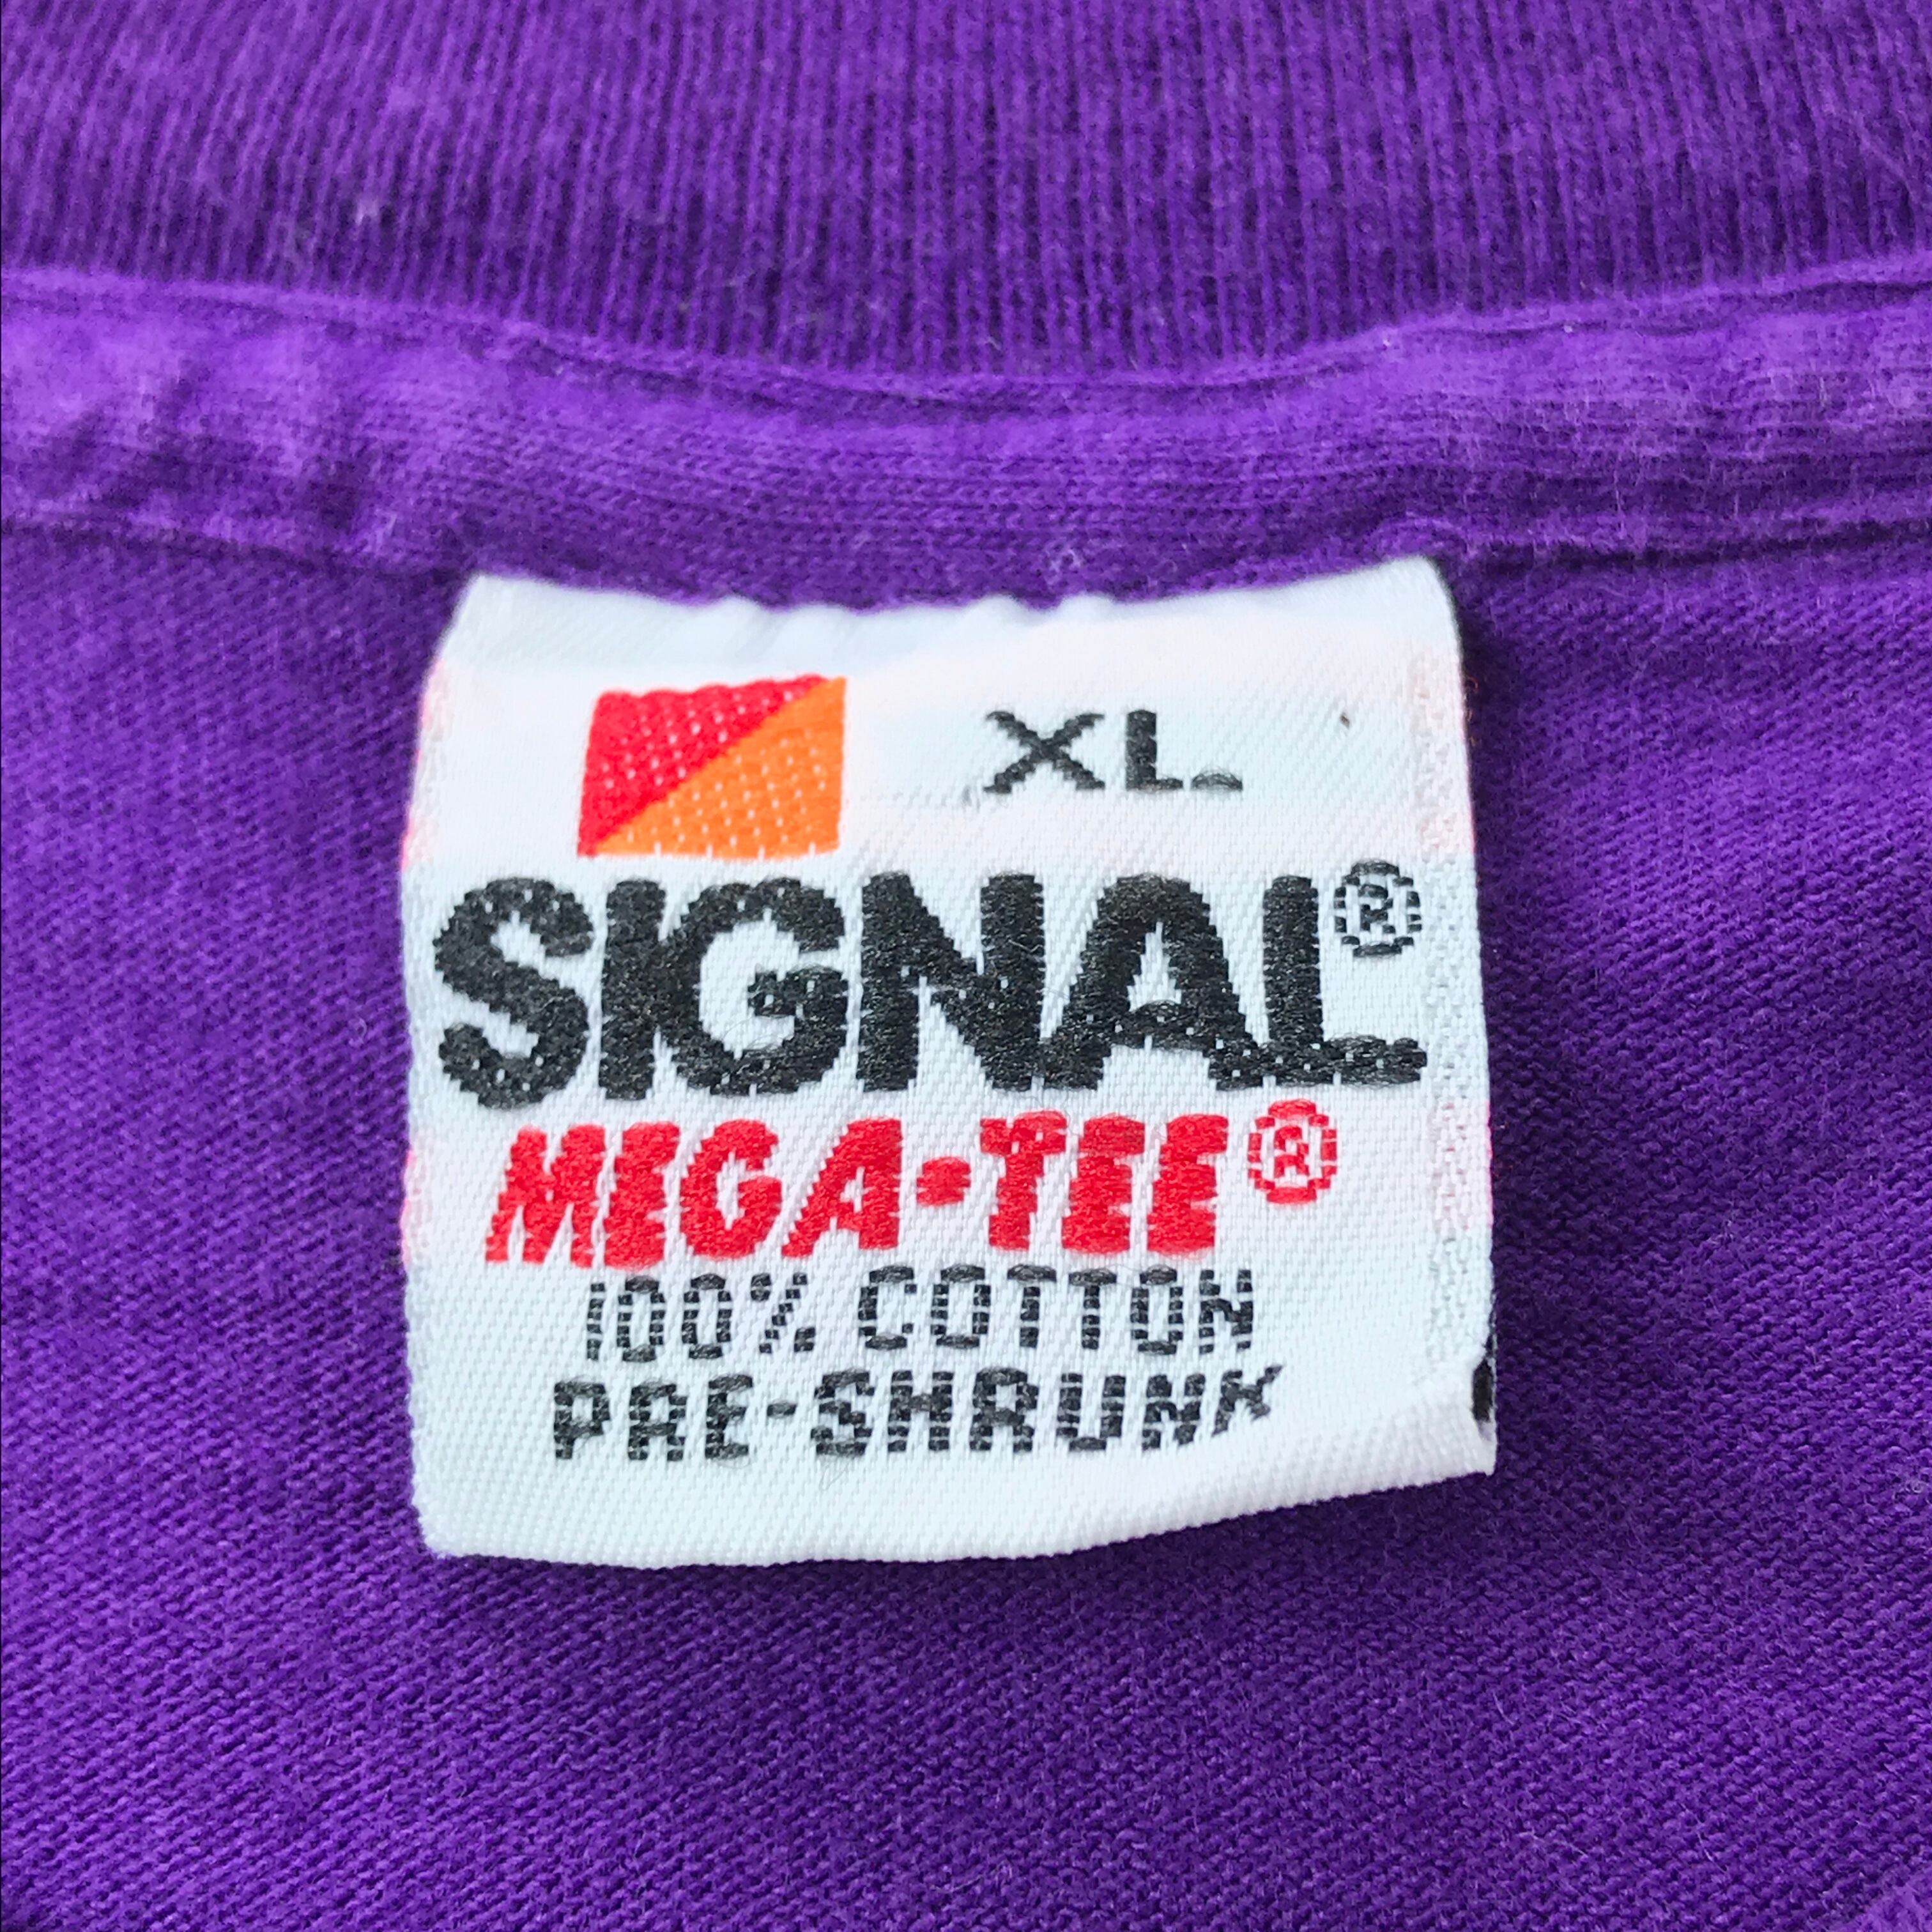 XL
SIGNAL®
MEGA-TEE®
100% COTTON
PRE-SHRUNK